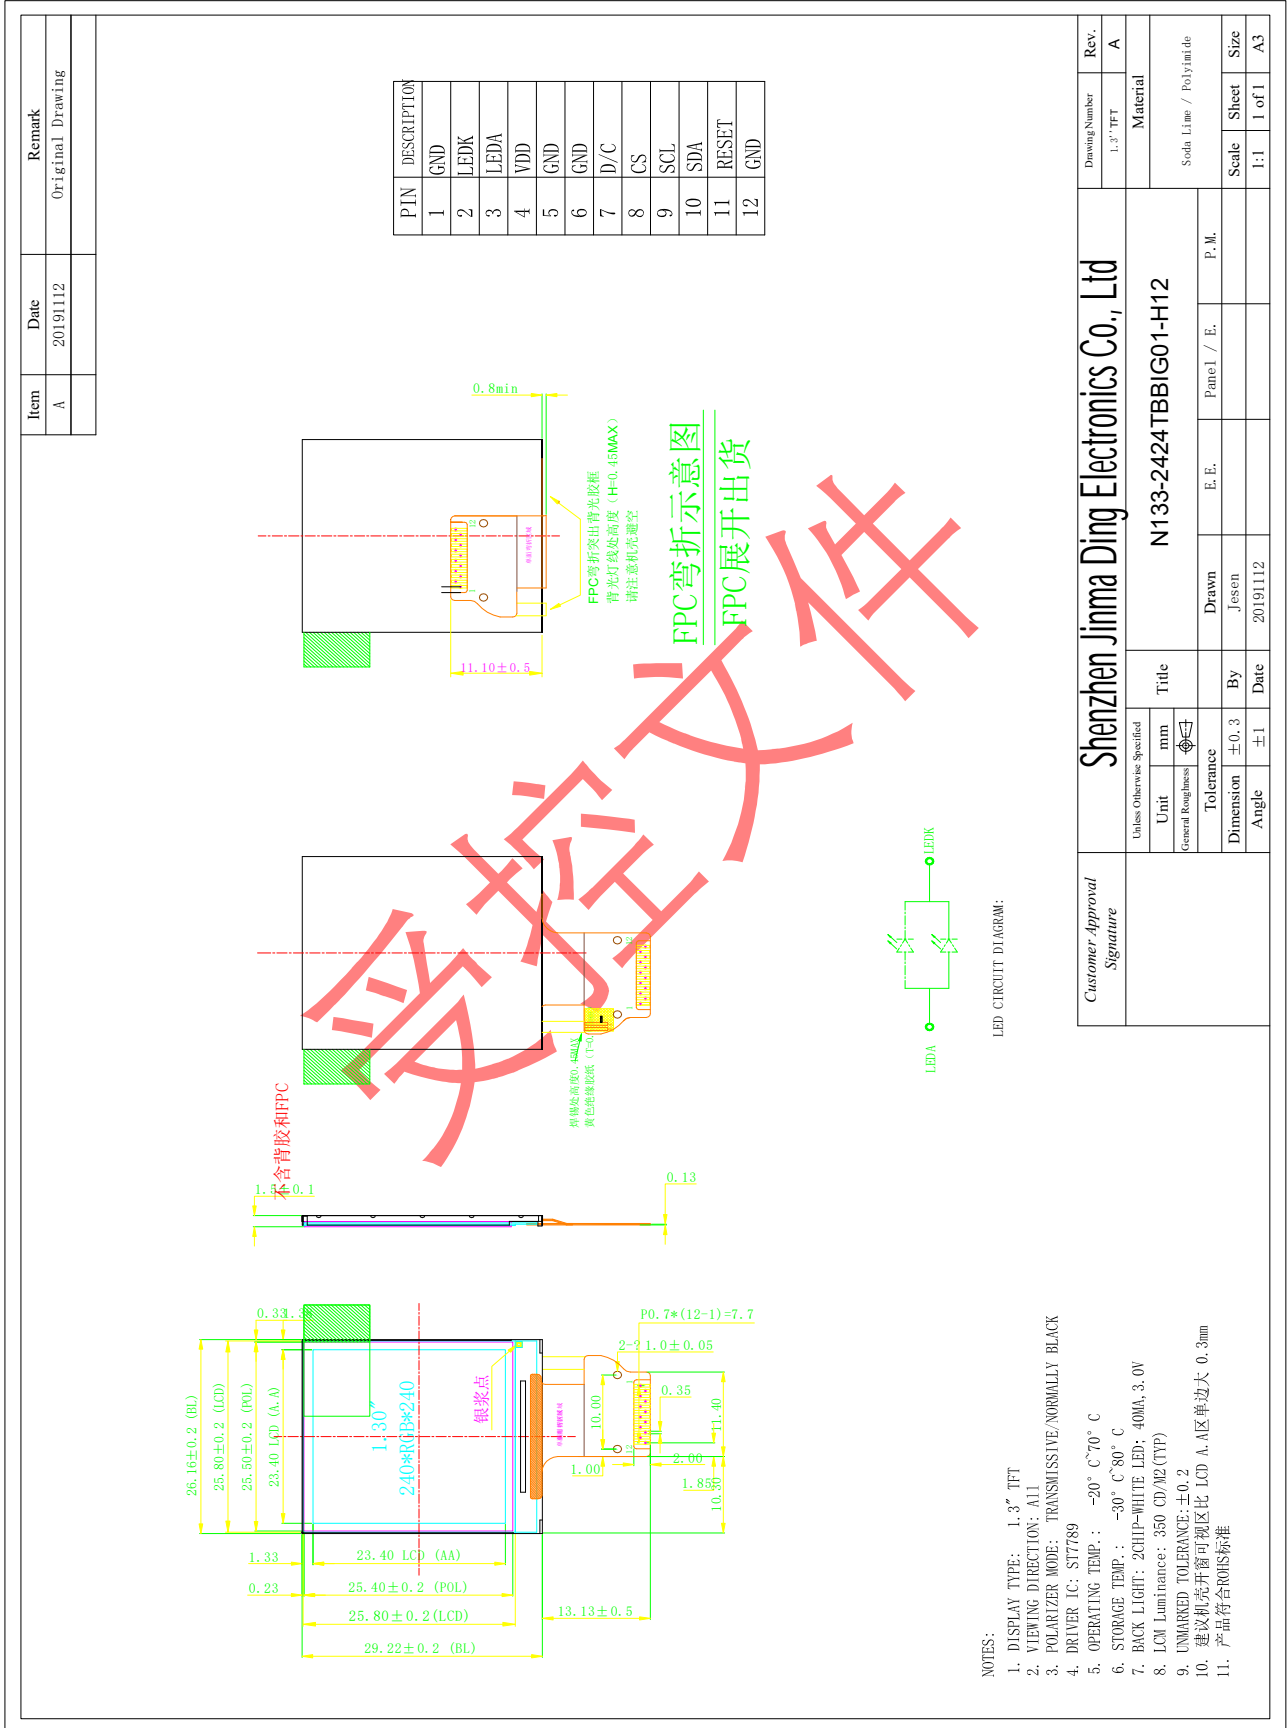 Item Date Remark
A 20191112 Original Drawing
PIN DESCRIPTION
1 GND
2 LEDK
3 LEDA
4 VDD
5 GND
6 GND
7 D/C
8 CS
9 SCL
10 SDA
11 RESET
12 GND
26.16±0.2 (BL)
25.80±0.2 (LCD)
25.50±0.2 (POL)
23.40 LCD (A.A)
0.33
1.30"
240*RGB*240
银浆点
1.33
0.23
23.40 LCD (AA)
25.40±0.2 (POL)
25.80±0.2(LCD)
29.22±0.2 (BL)
13.13±0.5
P0.7*(12-1)=7.7
2-? 1.0±0.05
0.35
10.00
11.40
1.00
2.00
1.85
10.30
12
1
不含背胶和FPC
0.13
1
焊锡处高度0.45MAX
0.8min
11.10±0.5
12
1
FPC弯折突出背光胶框
背光灯线处高度（H=0.45MAX）
请注意机壳避空
FPC弯折示意图
FPC展开出货
受控文件
LEDA
LEDK
LED CIRCUIT DIAGRAM:
NOTES:
1. DISPLAY TYPE: 1.3" TFT
2. VIEWING DIRECTION: All
3. POLARIZER MODE: TRANSMISSIVE/NORMALLY BLACK
4. DRIVER IC: ST7789
5. OPERATING TEMP.: -20° C~70° C
6. STORAGE TEMP.: -30° C~80° C
7. BACK LIGHT: 2CHIP-WHITE LED; 40MA,3.0V
8. LCM Luminance: 350 CD/M2(TYP)
9. UNMARKED TOLERANCE:±0.2
10. 建议机壳开窗可视区比 LCD A.A区单边大 0.3mm
11. 产品符合ROHS标准
Customer Approval
Signature
Shenzhen Jinma Ding Electronics Co., Ltd
Drawing Number Rev.
1.3''TFT A
Unless Otherwise Specified
Unit mm
General Roughness
Tolerance
Dimension ±0.3
Angle ±1
Title
N133-2424TBBIG01-H12
Material
Soda Lime / Polyimide
Drawn E.E. Panel / E. P.M.
By Jesen
Date 20191112
Scale Sheet Size
1:1 1 of 1 A3